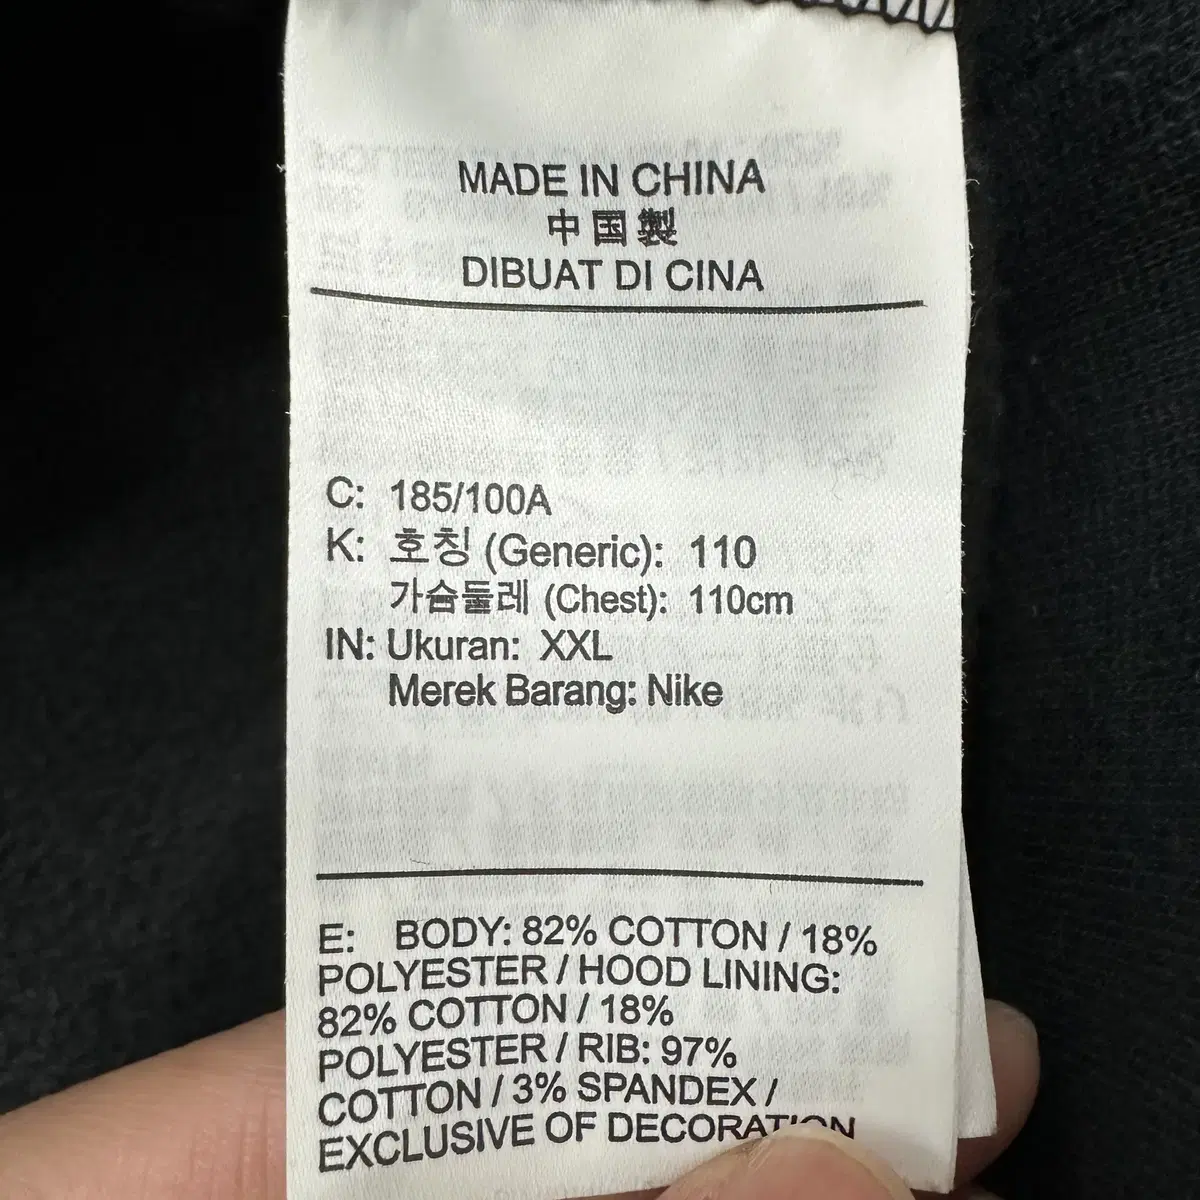 MADE IN CHINA
中国製
DIBUAT DI CINA
C: 185/100A
K: 호칭 (Generic): 110
가슴둘레 (Chest): 110cm
IN: Ukuran: XXL
Merek Barang: Nike
E: BODY: 82% COTTON / 18%
POLYESTER / HOOD LINING:
82% COTTON / 18%
POLYESTER / RIB: 97%
COTTON / 3% SPANDEX /
EXCLUSIVE OF DECORATION